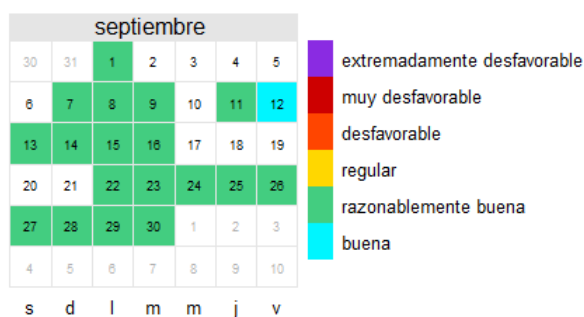 septiembre
30 31 1 2 3 4 5
6 7 8 9 10 11 12
13 14 15 16 17 18 19
20 21 22 23 24 25 26
27 28 29 30 1 2 3
4 5 6 7 8 9 10
s d l m m j v
extremadamente desfavorable
muy desfavorable
desfavorable
regular
razonablemente buena
buena